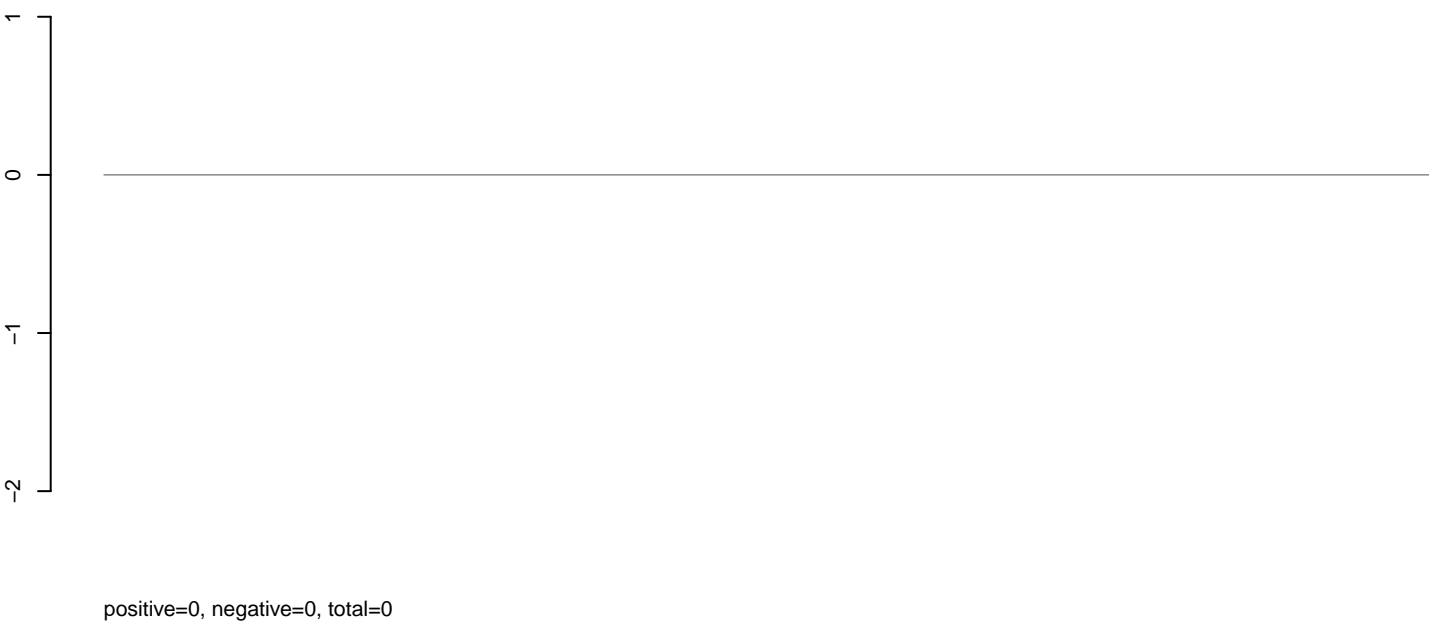 1
0
−1
−2
positive=0, negative=0, total=0